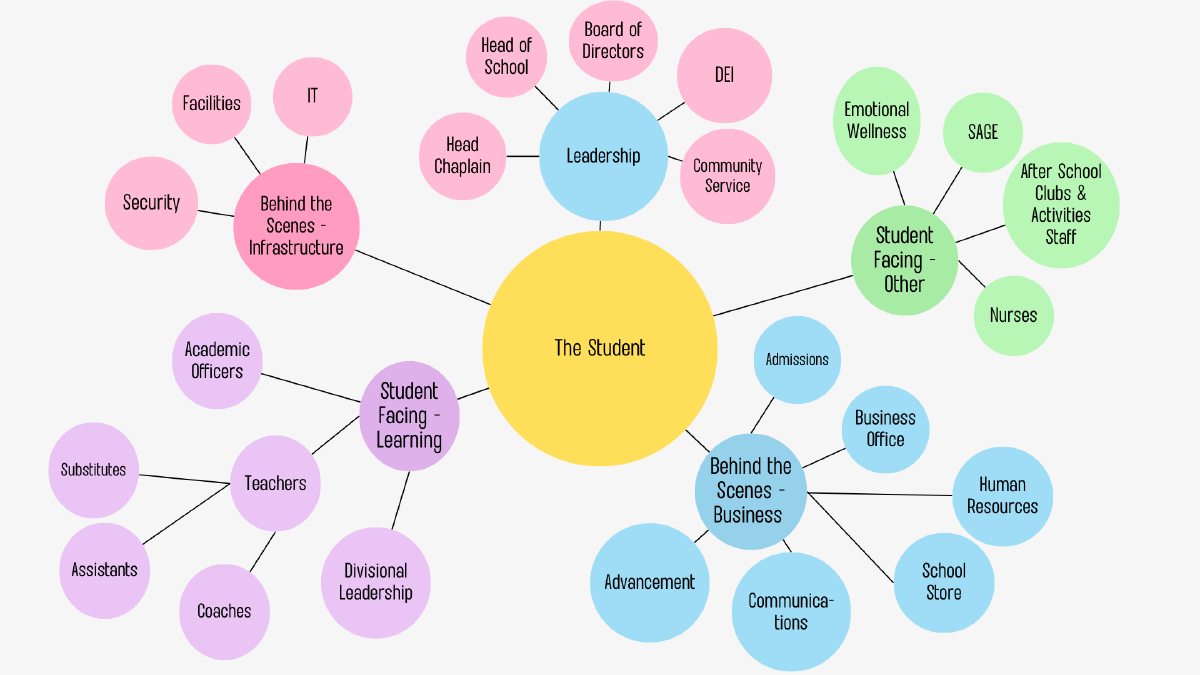 Board of
Directors
Head of
School
DEI
IT
Facilities
Emotional
Wellness
SAGE
Head
Chaplain
Leadership
Community
Service
After School
Clubs &
Activities
Staff
Security
Behind the
Scenes -
Infrastructure
Student
Facing -
Other
Nurses
The Student
Academic
Officers
Admissions
Student
Facing -
Learning
Business
Office
Substitutes
Teachers
Behind the
Scenes -
Business
Human
Resources
Assistants
Coaches
Divisional
Leadership
Advancement
Communica-
tions
School
Store